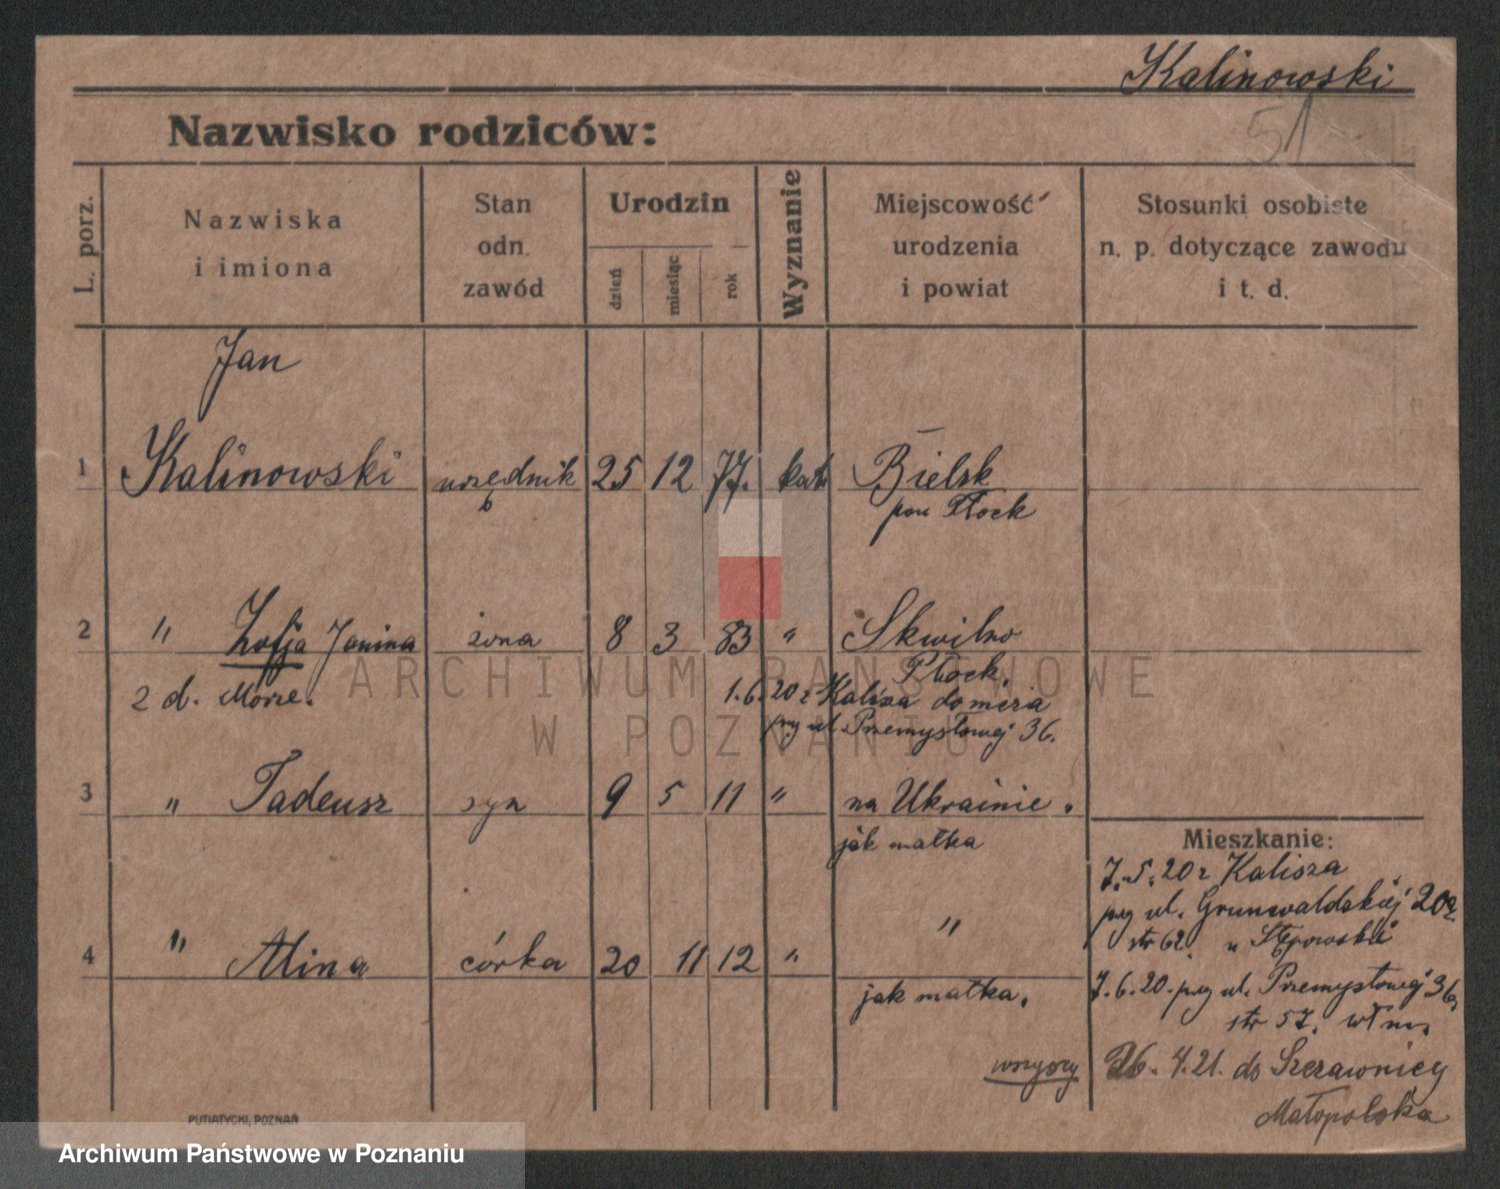 Kalinowski
51
Nazwisko rodziców:
L. porz.
Nazwiska
i imiona
Stan
odn.
zawód
Urodzin
dzień
miesiąc
rok
Wyznanie
Miejscowość
urodzenia
i powiat
Stosunki osobiste
n. p. dotyczące zawodu
i t. d.
Jan
1 Kalinowski urzędnik 25 12 77. kat Bielsk
pow Płock
2 " Zofja Janina żona 8 3 83 " Skwilno
Płock.
2 d. Morze. 1.6.20 z Kalisza do męża
przy ul. Przemysłowej 36.
3 " Tadeusz syn 9 5 11 " na Ukrainie.
jak matka
Mieszkanie:
7.5.20 z Kalisza
przy ul. Grunwaldzkiej 20a
str 62. u Stępowski
4 " Alina córka 20 11 12 " "
jak matka.
7.6.20. przy ul. Przemysłowej 36,
str 57. włm.
wszyscy 26. 4.21. do Szczawnicy
Małopolska
PUTIATYCKI, POZNAŃ
ARCHIWUM PAŃSTWOWE
W POZNANIU
Archiwum Państwowe w Poznaniu